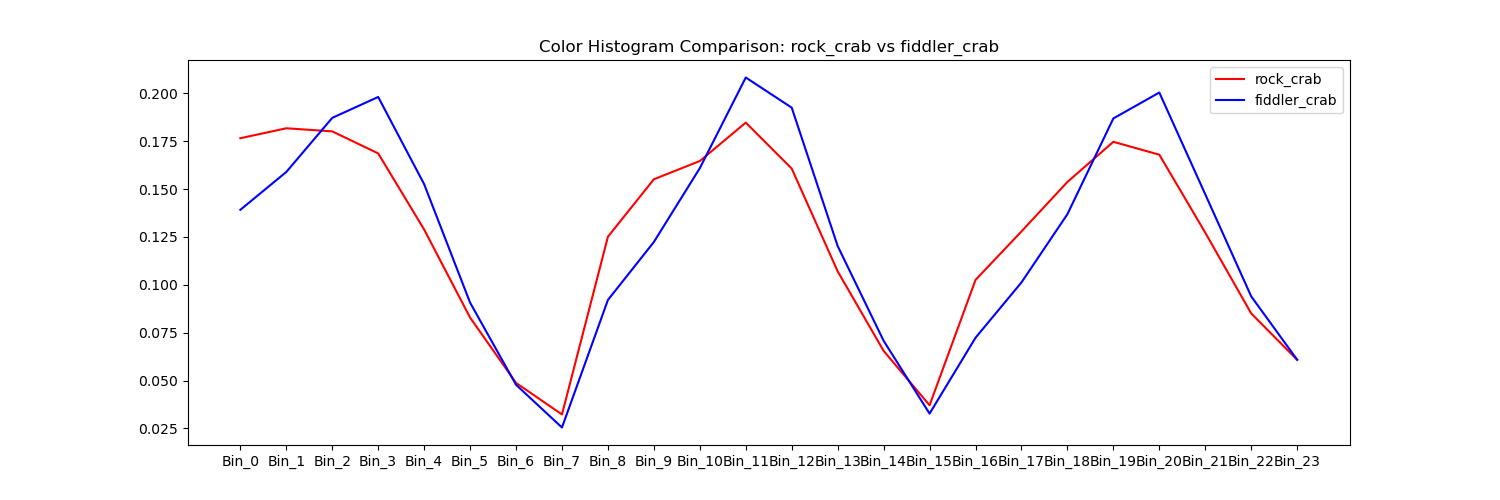 Color Histogram Comparison: rock_crab vs fiddler_crab
rock_crab
fiddler_crab
0.200
0.175
0.150
0.125
0.100
0.075
0.050
0.025
Bin_0 Bin_1 Bin_2 Bin_3 Bin_4 Bin_5 Bin_6 Bin_7 Bin_8 Bin_9 Bin_10 Bin_11 Bin_12 Bin_13 Bin_14 Bin_15 Bin_16 Bin_17 Bin_18 Bin_19 Bin_20 Bin_21 Bin_22 Bin_23